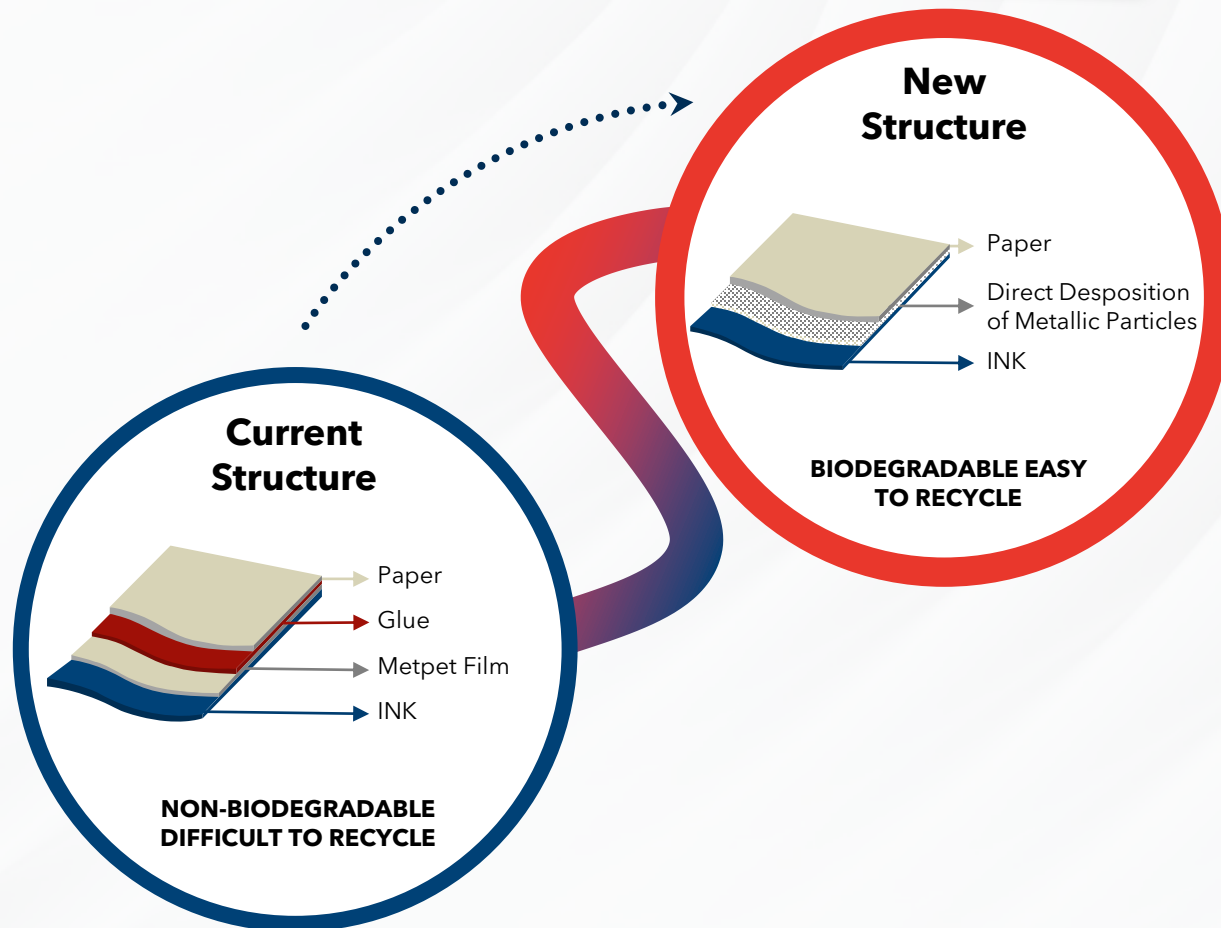 New
Structure
Paper
Direct Desposition
of Metallic Particles
INK
BIODEGRADABLE EASY
TO RECYCLE
Current
Structure
Paper
Glue
Metpet Film
INK
NON-BIODEGRADABLE
DIFFICULT TO RECYCLE